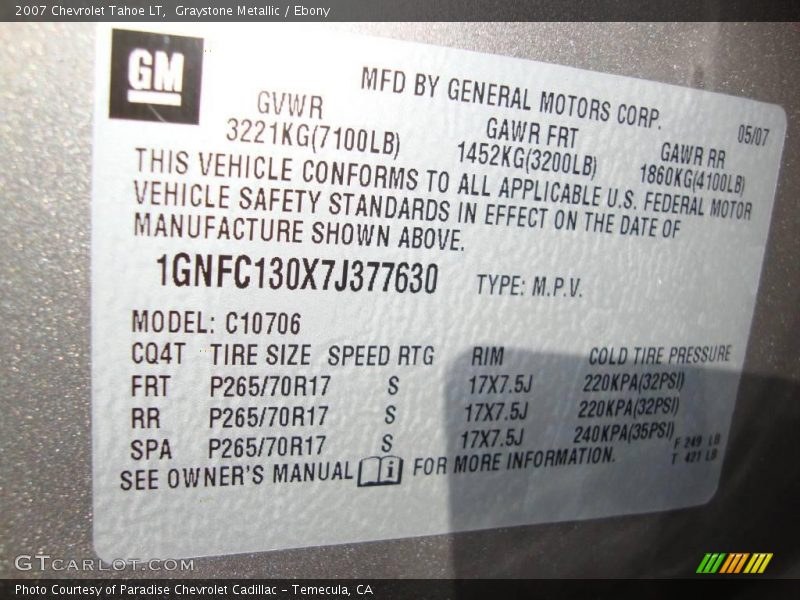 2007 Chevrolet Tahoe LT,  Graystone Metallic / Ebony
GM
MFD BY GENERAL MOTORS CORP.
05/07
GVWR GAWR FRT GAWR RR
3221KG(7100LB) 1452KG(3200LB) 1860KG(4100LB)
THIS VEHICLE CONFORMS TO ALL APPLICABLE U.S. FEDERAL MOTOR
VEHICLE SAFETY STANDARDS IN EFFECT ON THE DATE OF
MANUFACTURE SHOWN ABOVE.
1GNFC130X7J377630 TYPE: M.P.V.
MODEL: C10706
CQ4T TIRE SIZE SPEED RTG RIM COLD TIRE PRESSURE
FRT P265/70R17 S 17X7.5J 220KPA(32PSI)
RR P265/70R17 S 17X7.5J 220KPA(32PSI)
SPA P265/70R17 S 17X7.5J 240KPA(35PSI)
F 249 LB
T 421 LB
SEE OWNER'S MANUAL i FOR MORE INFORMATION.
GTCARLOT.COM
Photo Courtesy of Paradise Chevrolet Cadillac – Temecula, CA